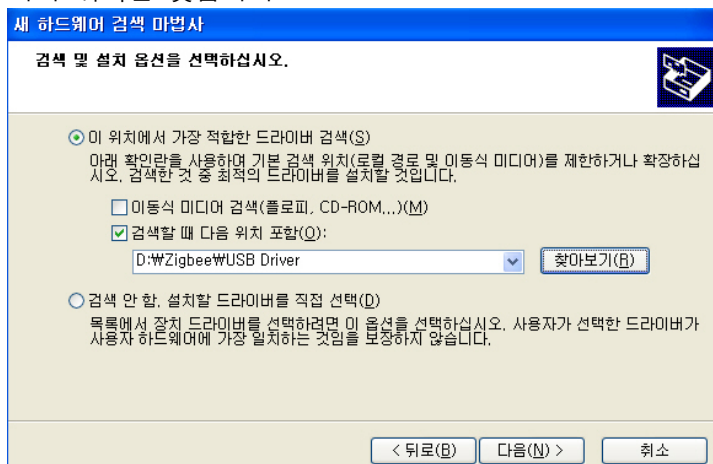 새 하드웨어 검색 마법사
검색 및 설치 옵션을 선택하십시오.
이 위치에서 가장 적합한 드라이버 검색(S)
아래 확인란을 사용하여 기본 검색 위치(로컬 경로 및 이동식 미디어)를 제한하거나 확장하십
시오. 검색한 것 중 최적의 드라이버를 설치할 것입니다.
이동식 미디어 검색(플로피, CD-ROM...)(M)
검색할 때 다음 위치 포함(O):
D:₩Zigbee₩USB Driver
찾아보기(R)
검색 안 함. 설치할 드라이버를 직접 선택(D)
목록에서 장치 드라이버를 선택하려면 이 옵션을 선택하십시오. 사용자가 선택한 드라이버가
사용자 하드웨어에 가장 일치하는 것임을 보장하지 않습니다.
< 뒤로(B) 다음(N) > 취소